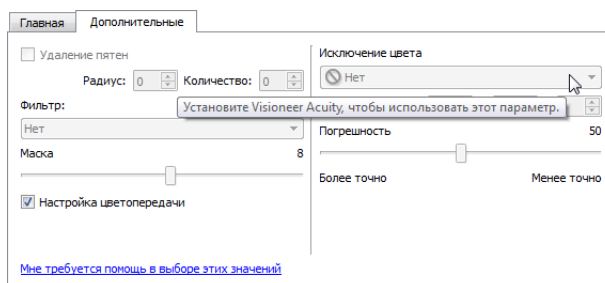 Главная Дополнительные
Удаление пятен
Радиус: 0 Количество: 0
Фильтр:
Нет
Маска 8
Настройка цветопередачи
Мне требуется помощь в выборе этих значений
Исключение цвета
Нет
Установите Visioneer Acuity, чтобы использовать этот параметр.
Погрешность 50
Более точно Менее точно